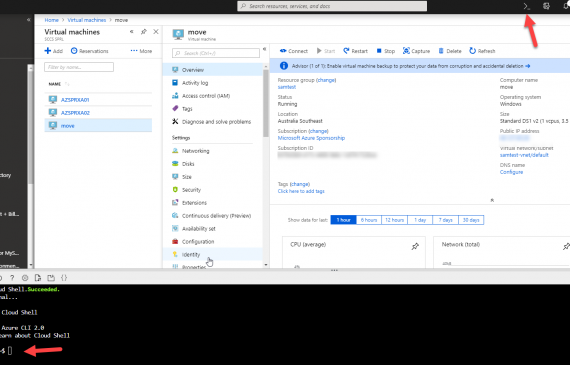 Search resources, services, and docs
Home > Virtual machines > move
Virtual machines
SCCS SPRL
Add
Reservations
More
Filter by name...
NAME
AZSPRXA01
AZSPRXA02
move
move
Virtual machine
Search (Ctrl+/)
Overview
Activity log
Access control (IAM)
Tags
Diagnose and solve problems
Settings
Networking
Disks
Size
Security
Extensions
Continuous delivery (Preview)
Availability set
Configuration
Identity
Properties
Connect
Start
Restart
Stop
Capture
Delete
Refresh
Advisor (1 of 1): Enable virtual machine backup to protect your data from corruption and accidental deletion
Resource group (change)
samtest
Status
Running
Location
Australia Southeast
Subscription (change)
Microsoft Azure Sponsorship
Subscription ID
Tags (change)
Click here to add tags
Computer name
move
Operating system
Windows
Size
Standard DS1 v2 (1 vcpus, 3.5
Public IP address
Virtual network/subnet
samtest-vnet/default
DNS name
Configure
Show data for last:
1 hour
6 hours
12 hours
1 day
7 days
30 days
CPU (average)
Network (total)
ctory
t + Bill...
for MyS...
onmen...
ud Shell.Succeeded.
nal...
Cloud Shell
Azure CLI 2.0
earn about Cloud Shell
$